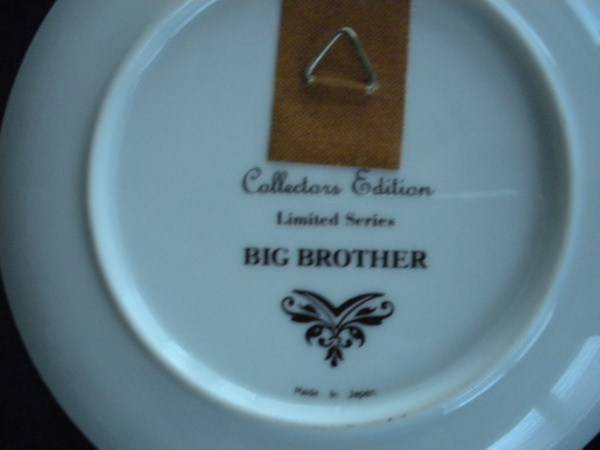 Collectors Edition
Limited Series
BIG BROTHER
Made In Japan